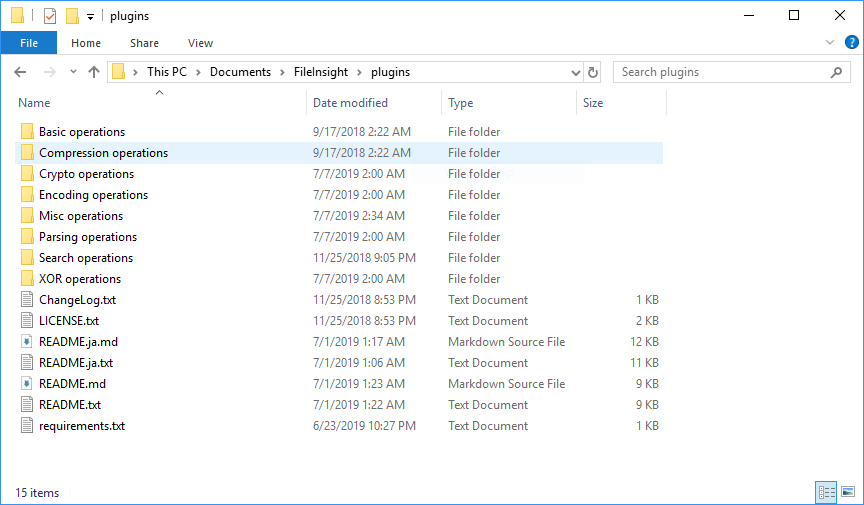 plugins
File Home Share View
This PC Documents FileInsight plugins Search plugins
Name Date modified Type Size
Basic operations 9/17/2018 2:22 AM File folder
Compression operations 9/17/2018 2:22 AM File folder
Crypto operations 7/7/2019 2:00 AM File folder
Encoding operations 7/7/2019 2:00 AM File folder
Misc operations 7/7/2019 2:34 AM File folder
Parsing operations 7/7/2019 2:00 AM File folder
Search operations 11/25/2018 9:05 PM File folder
XOR operations 7/7/2019 2:00 AM File folder
ChangeLog.txt 11/25/2018 8:53 PM Text Document 1 KB
LICENSE.txt 11/25/2018 8:53 PM Text Document 2 KB
README.ja.md 7/1/2019 1:17 AM Markdown Source File 12 KB
README.ja.txt 7/1/2019 1:06 AM Text Document 11 KB
README.md 7/1/2019 1:23 AM Markdown Source File 9 KB
README.txt 7/1/2019 1:22 AM Text Document 9 KB
requirements.txt 6/23/2019 10:27 PM Text Document 1 KB
15 items